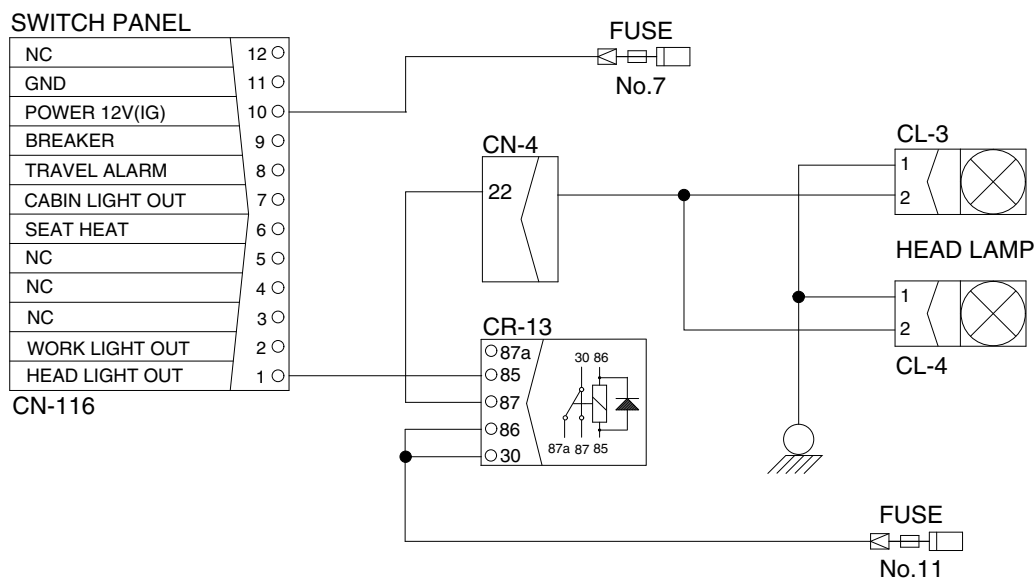 SWITCH PANEL
NC 12
GND 11
POWER 12V(IG) 10
BREAKER 9
TRAVEL ALARM 8
CABIN LIGHT OUT 7
SEAT HEAT 6
NC 5
NC 4
NC 3
WORK LIGHT OUT 2
HEAD LIGHT OUT 1
CN-116
FUSE
No.7
CN-4
22
CR-13
87a
85
87
86
30
30 86
87a 87 85
CL-3
1
2
HEAD LAMP
1
2
CL-4
FUSE
No.11